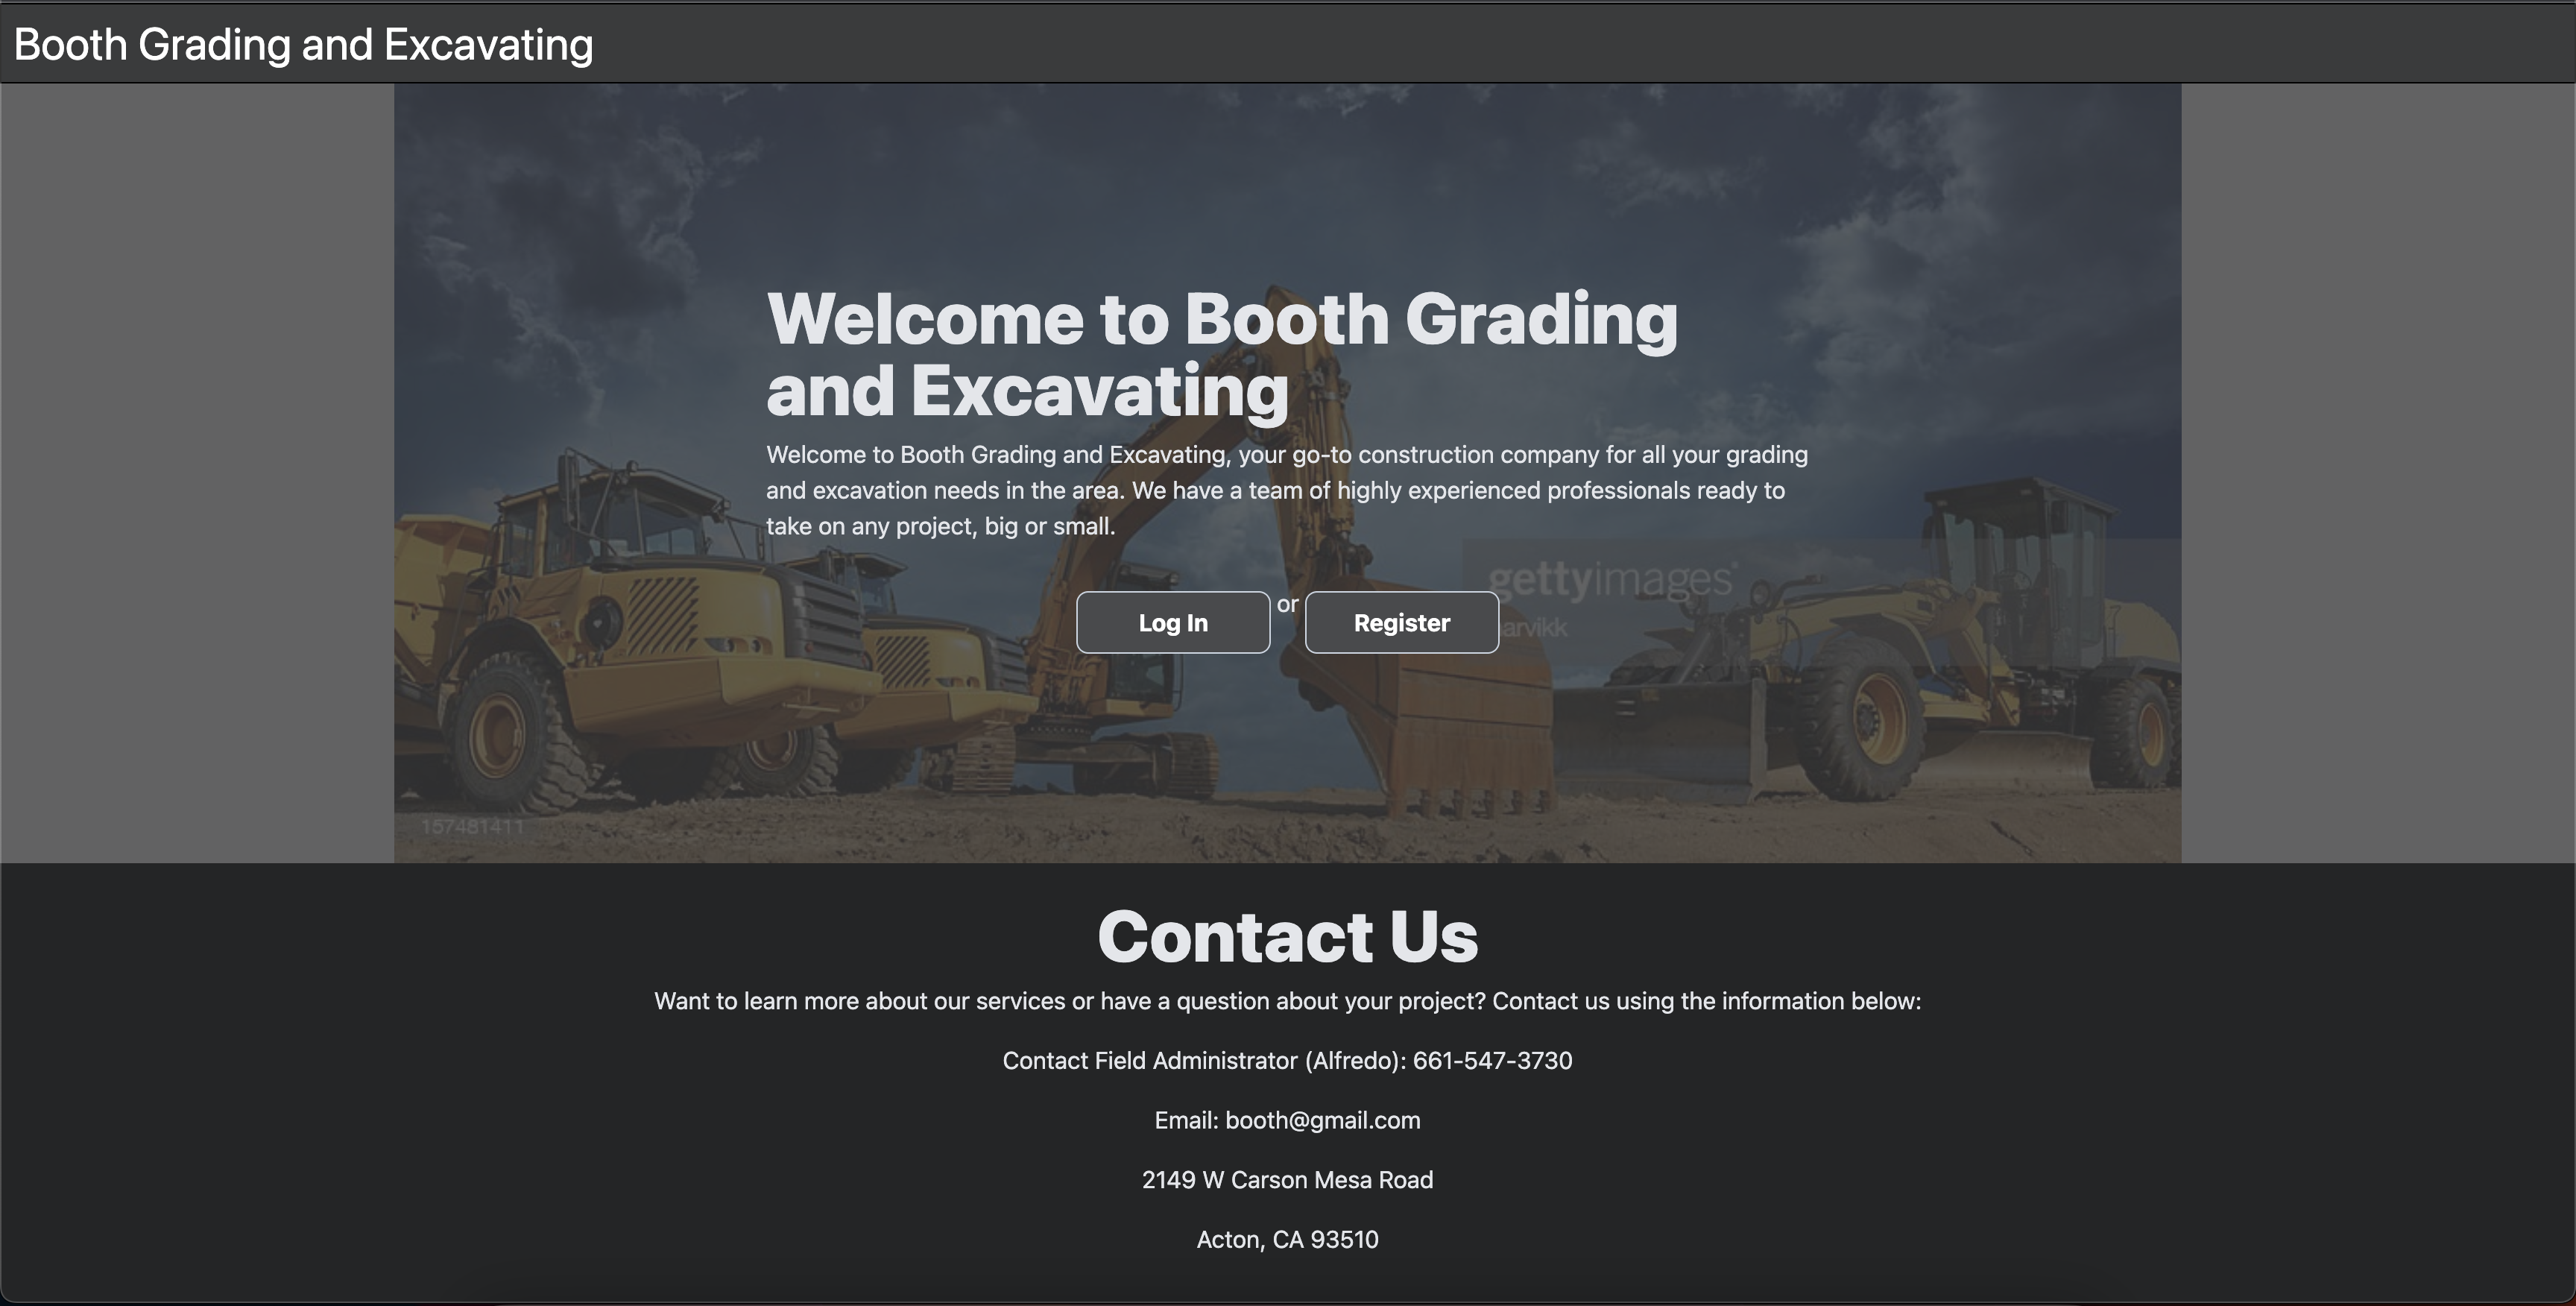 Booth Grading and Excavating
Welcome to Booth Grading
and Excavating
Welcome to Booth Grading and Excavating, your go-to construction company for all your grading
and excavation needs in the area. We have a team of highly experienced professionals ready to
take on any project, big or small.
gettyimages®
Log In or Register
157481411
Contact Us
Want to learn more about our services or have a question about your project? Contact us using the information below:
Contact Field Administrator (Alfredo): 661-547-3730
Email: booth@gmail.com
2149 W Carson Mesa Road
Acton, CA 93510